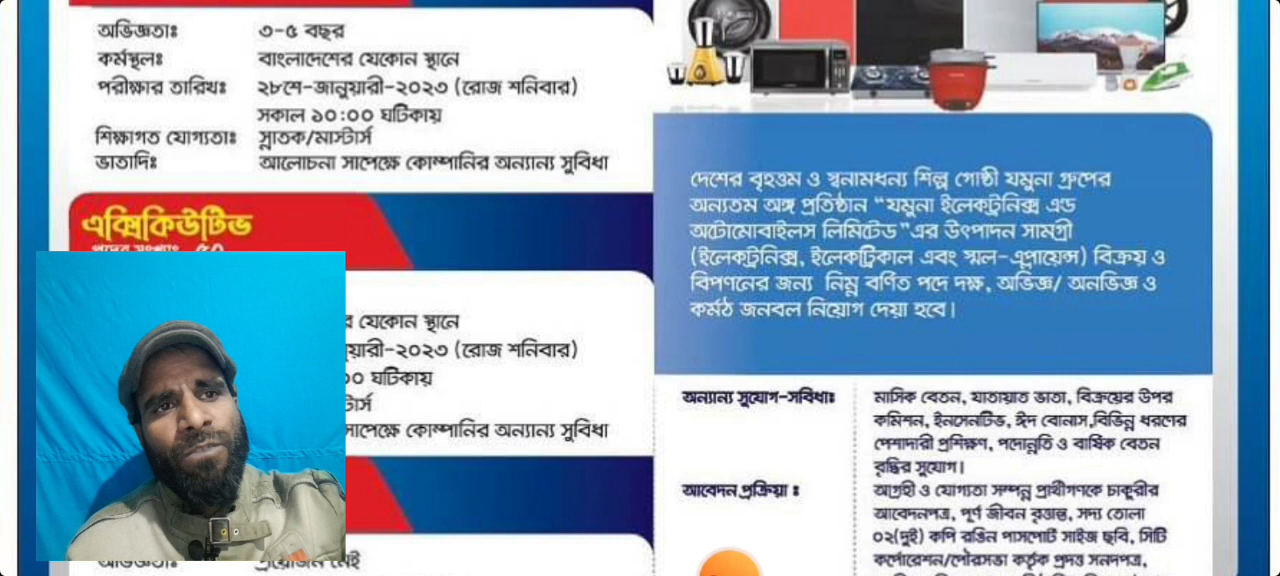 অভিজ্ঞতাঃ ৩-৫ বছর
কর্মস্থলঃ বাংলাদেশের যেকোন স্থানে
পরীক্ষার তারিখঃ ২৮শে-জানুয়ারী-২০২৩ (রোজ শনিবার)
সকাল ১০:০০ ঘটিকায়
শিক্ষাগত যোগ্যতাঃ স্নাতক/মাস্টার্স
ভাতাদিঃ আলোচনা সাপেক্ষে কোম্পানির অন্যান্য সুবিধা
এক্সিকিউটিভ
যেকোন স্থানে
য়ারী-২০২৩ (রোজ শনিবার)
০০ ঘটিকায়
র্টার্স
সাপেক্ষে কোম্পানির অন্যান্য সুবিধা
দেশের বৃহত্তম ও স্বনামধন্য শিল্প গোষ্ঠী যমুনা গ্রুপের
অন্যতম অঙ্গ প্রতিষ্ঠান “যমুনা ইলেকট্রনিক্স এন্ড
অটোমোবাইলস লিমিটেড”এর উৎপাদন সামগ্রী
(ইলেকট্রনিক্স, ইলেকট্রিকাল এবং স্মল-এপ্লায়েন্স) বিক্রয় ও
বিপণনের জন্য নিম্ন বর্ণিত পদে দক্ষ, অভিজ্ঞ/ অনভিজ্ঞ ও
কর্মঠ জনবল নিয়োগ দেয়া হবে।
অন্যান্য সুযোগ-সবিধাঃ মাসিক বেতন, যাতায়াত ভাতা, বিক্রয়ের উপর
কমিশন, ইনসেনটিভ, ঈদ বোনাস,বিভিন্ন ধরণের
পেশাদারী প্রশিক্ষণ, পদোন্নতি ও বার্ষিক বেতন
বৃদ্ধির সুযোগ।
আবেদন প্রক্রিয়া ঃ আগ্রহী ও যোগ্যতা সম্পন্ন প্রার্থীগণকে চাকুরীর
আবেদনপত্র, পূর্ণ জীবন বৃত্তান্ত, সদ্য তোলা
০২(দুই) কপি রঙিন পাসপোর্ট সাইজ ছবি, সিটি
কর্পোরেশন/পৌরসভা কর্তৃক প্রদত্ত সনদপত্র,